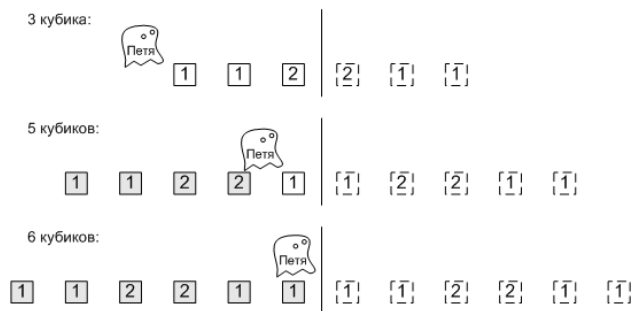 3 кубика:
Петя
1 1 2 2 1 1
5 кубиков:
Петя
1 1 2 2 1 1 2 2 1 1
6 кубиков:
Петя
1 1 2 2 1 1 1 1 2 2 1 1